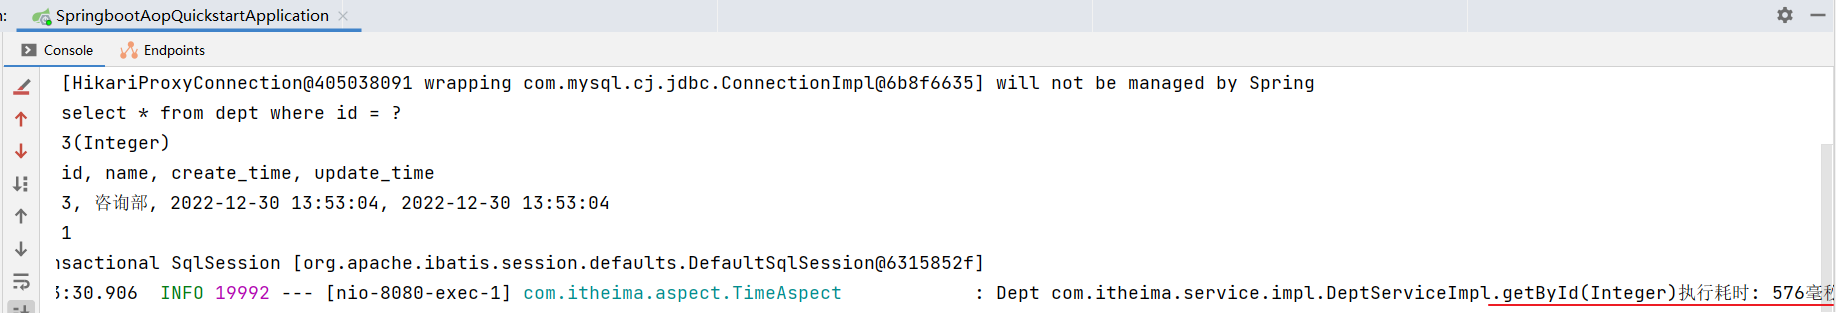 n:
SpringbootAopQuickstartApplication
Console
Endpoints
[HikariProxyConnection@405038091 wrapping com.mysql.cj.jdbc.ConnectionImpl@6b8f6635] will not be managed by Spring
select * from dept where id = ?
3(Integer)
id, name, create_time, update_time
3, 咨询部, 2022-12-30 13:53:04, 2022-12-30 13:53:04
1
nsactional SqlSession [org.apache.ibatis.session.defaults.DefaultSqlSession@6315852f]
:30.906 INFO 19992 --- [nio-8080-exec-1] com.itheima.aspect.TimeAspect : Dept com.itheima.service.impl.DeptServiceImpl.getById(Integer)执行耗时: 576毫秒